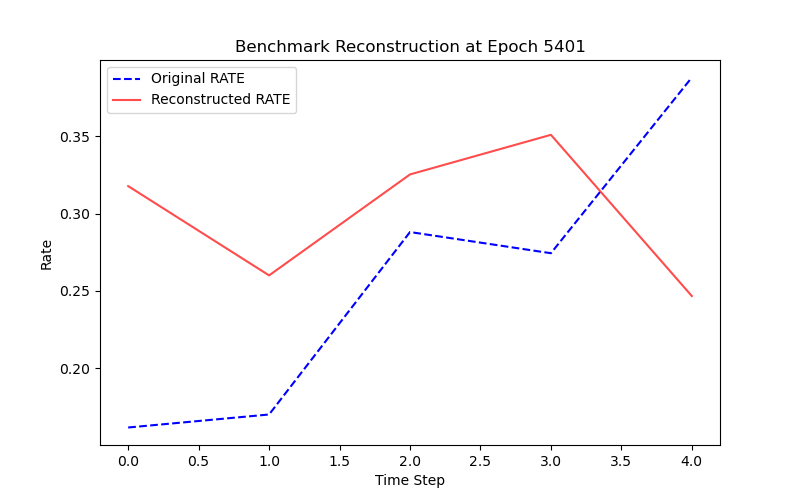 Benchmark Reconstruction at Epoch 5401
Original RATE
Reconstructed RATE
Rate
0.35
0.30
0.25
0.20
0.0 0.5 1.0 1.5 2.0 2.5 3.0 3.5 4.0
Time Step